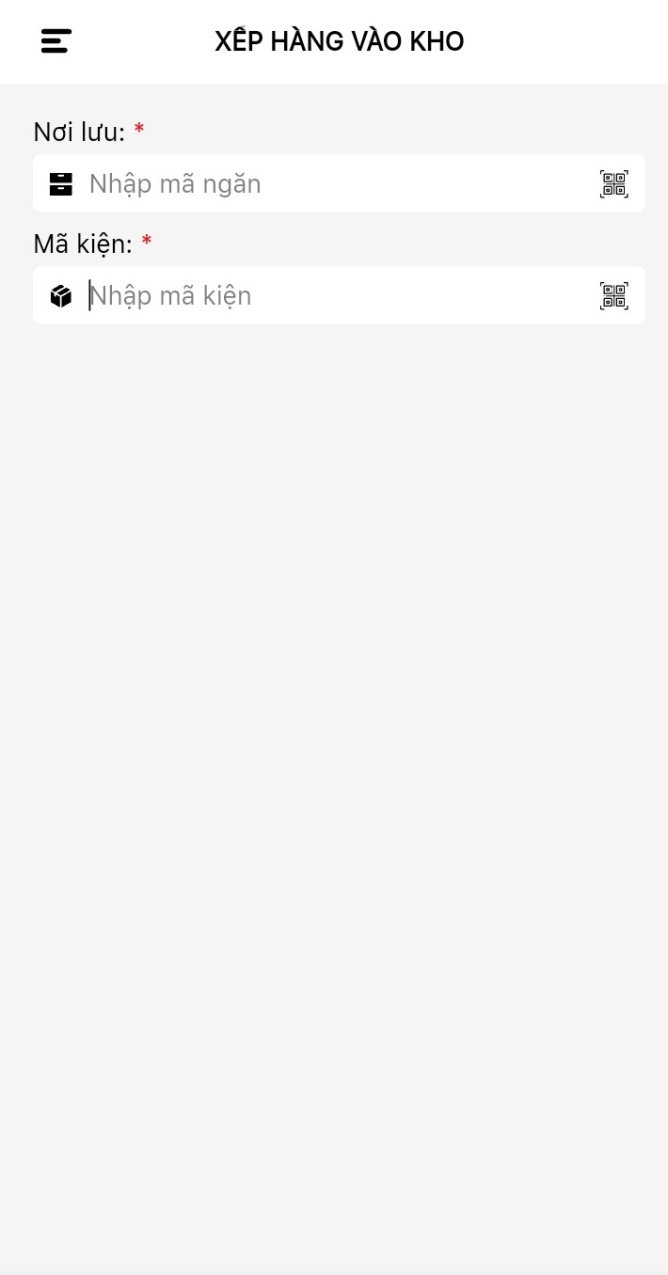 XẾP HÀNG VÀO KHO
Nơi lưu: *
Nhập mã ngăn
Mã kiện: *
Nhập mã kiện